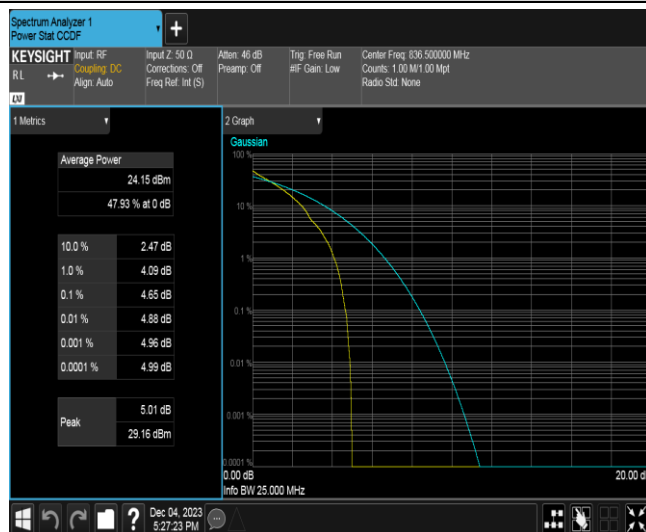 Spectrum Analyzer 1
Power Stat CCDF
+
KEYSIGHT
RL
Input: RF
Coupling: DC
Align: Auto
Input Z: 50 Ω
Corrections: Off
Freq Ref: Int (S)
Atten: 46 dB
Preamp: Off
Trig: Free Run
#IF Gain: Low
Center Freq: 836.500000 MHz
Counts: 1.00 M/1.00 Mpt
Radio Std: None
LXI
1 Metrics
Average Power
24.15 dBm
47.93 % at 0 dB
10.0 % 2.47 dB
1.0 % 4.09 dB
0.1 % 4.65 dB
0.01 % 4.88 dB
0.001 % 4.96 dB
0.0001 % 4.99 dB
Peak
5.01 dB
29.16 dBm
2 Graph
Gaussian
100 %
10 %
1 %
0.1 %
0.01 %
0.001 %
0.0001 %
0.00 dB
20.00 d
Info BW 25.000 MHz
?
Dec 04, 2023
5:27:23 PM